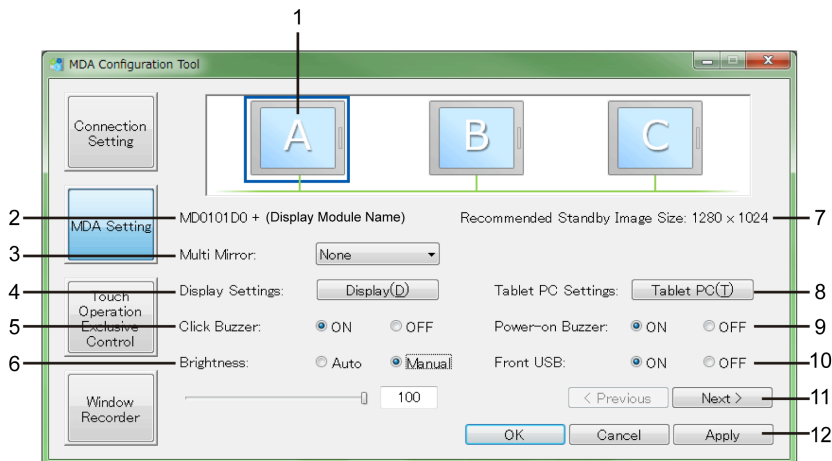 1
MDA Configuration Tool
Connection Setting
A
B
C
MDA Setting
2
MD0101D0 + (Display Module Name)
Recommended Standby Image Size: 1280 × 1024
7
3
Multi Mirror:
None
4
Display Settings:
Display(D)
Tablet PC Settings:
Tablet PC(T)
8
Touch Operation Exclusive Control
5
Click Buzzer:
ON
OFF
Power-on Buzzer:
ON
OFF
9
6
Brightness:
Auto
Manual
Front USB:
ON
OFF
10
100
< Previous
Next >
11
Window Recorder
OK
Cancel
Apply
12